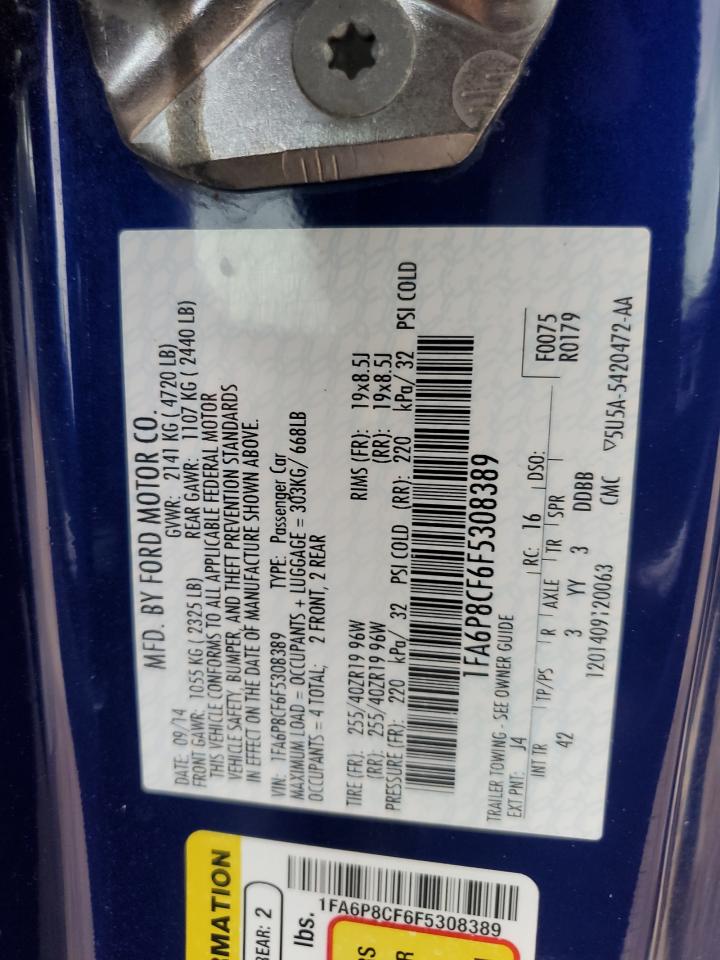 MFD. BY FORD MOTOR CO.
DATE: 09/14 GVWR: 2141 KG ( 4720 LB)
FRONT GAWR: 1055 KG ( 2325 LB) REAR GAWR: 1107 KG ( 2440 LB)
THIS VEHICLE CONFORMS TO ALL APPLICABLE FEDERAL MOTOR
VEHICLE SAFETY, BUMPER, AND THEFT PREVENTION STANDARDS
IN EFFECT ON THE DATE OF MANUFACTURE SHOWN ABOVE.
VIN: 1FA6P8CF6F5308389 TYPE: Passenger Car
MAXIMUM LOAD = OCCUPANTS + LUGGAGE = 303KG/ 668LB
OCCUPANTS = 4 TOTAL; 2 FRONT, 2 REAR
TIRE (FR): 255/40ZR19 96W RIMS (FR): 19x8.5J
(RR): 255/40ZR19 96W (RR): 19x8.5J
PRESSURE (FR): 220 kPa/ 32 PSI COLD (RR): 220 kPa/ 32 PSI COLD
1FA6P8CF6F5308389
TRAILER TOWING - SEE OWNER GUIDE
EXT PNT: J4 RC: 16 DSO: F0075
INT TR TP/PS R AXLE TR SPR R0179
42 3 YY 3 DDBB
1201409120063 CMC ▽5U5A-5420472-AA
RMATION
REAR: 2
lbs.
1FA6P8CF6F5308389